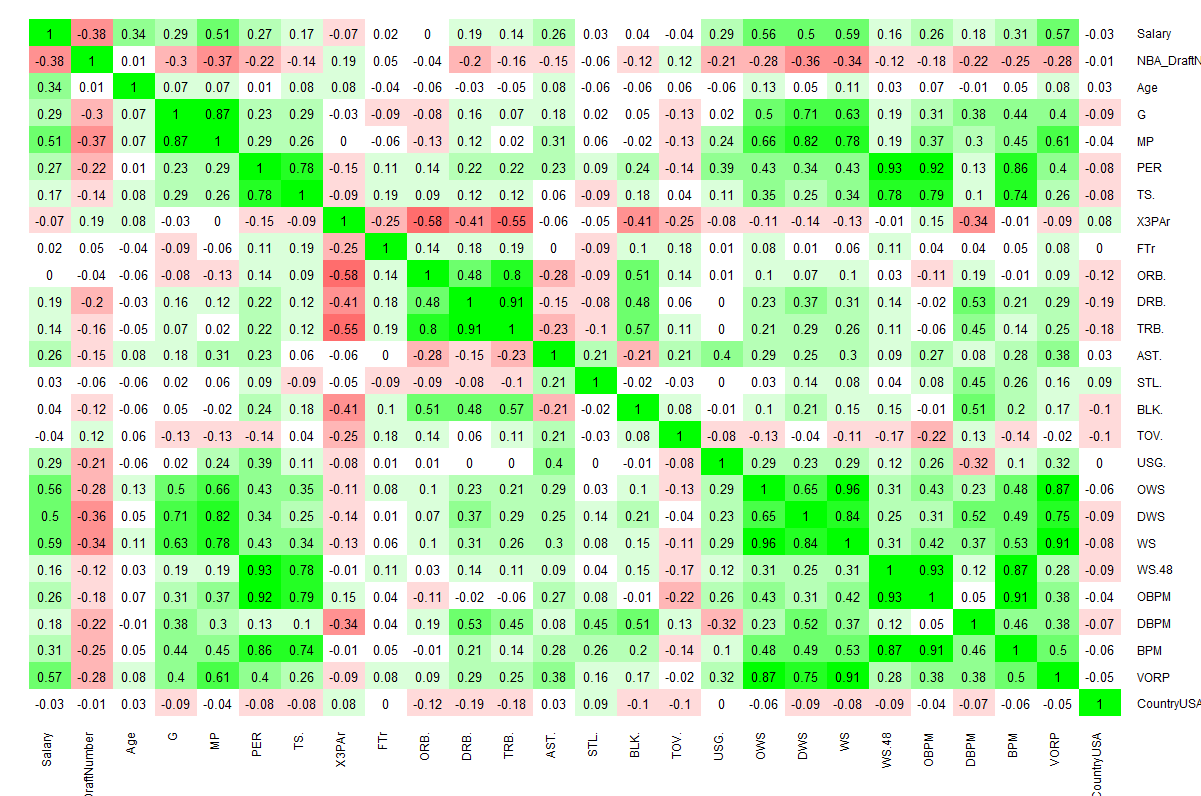 1 -0.38 0.34 0.29 0.51 0.27 0.17 -0.07 0.02 0 0.19 0.14 0.26 0.03 0.04 -0.04 0.29 0.56 0.5 0.59 0.16 0.26 0.18 0.31 0.57 -0.03 Salary
-0.38 1 0.01 -0.3 -0.37 -0.22 -0.14 0.19 0.05 -0.04 -0.2 -0.16 -0.15 -0.06 -0.12 0.12 -0.21 -0.28 -0.36 -0.34 -0.12 -0.18 -0.22 -0.25 -0.28 -0.01 NBA_DraftN
0.34 0.01 1 0.07 0.07 0.01 0.08 0.08 -0.04 -0.06 -0.03 -0.05 0.08 -0.06 -0.06 0.06 -0.06 0.13 0.05 0.11 0.03 0.07 -0.01 0.05 0.08 0.03 Age
0.29 -0.3 0.07 1 0.87 0.23 0.29 -0.03 -0.09 -0.08 0.16 0.07 0.18 0.02 0.05 -0.13 0.02 0.5 0.71 0.63 0.19 0.31 0.38 0.44 0.4 -0.09 G
0.51 -0.37 0.07 0.87 1 0.29 0.26 0 -0.06 -0.13 0.12 0.02 0.31 0.06 -0.02 -0.13 0.24 0.66 0.82 0.78 0.19 0.37 0.3 0.45 0.61 -0.04 MP
0.27 -0.22 0.01 0.23 0.29 1 0.78 -0.15 0.11 0.14 0.22 0.22 0.23 0.09 0.24 -0.14 0.39 0.43 0.34 0.43 0.93 0.92 0.13 0.86 0.4 -0.08 PER
0.17 -0.14 0.08 0.29 0.26 0.78 1 -0.09 0.19 0.09 0.12 0.12 0.06 -0.09 0.18 0.04 0.11 0.35 0.25 0.34 0.78 0.79 0.1 0.74 0.26 -0.08 TS.
-0.07 0.19 0.08 -0.03 0 -0.15 -0.09 1 -0.25 -0.58 -0.41 -0.55 -0.06 -0.05 -0.41 -0.25 -0.08 -0.11 -0.14 -0.13 -0.01 0.15 -0.34 -0.01 -0.09 0.08 X3PAr
0.02 0.05 -0.04 -0.09 -0.06 0.11 0.19 -0.25 1 0.14 0.18 0.19 0 -0.09 0.1 0.18 0.01 0.08 0.01 0.06 0.11 0.04 0.04 0.05 0.08 0 FTr
0 -0.04 -0.06 -0.08 -0.13 0.14 0.09 -0.58 0.14 1 0.48 0.8 -0.28 -0.09 0.51 0.14 0.01 0.1 0.07 0.1 0.03 -0.11 0.19 -0.01 0.09 -0.12 ORB.
0.19 -0.2 -0.03 0.16 0.12 0.22 0.12 -0.41 0.18 0.48 1 0.91 -0.15 -0.08 0.48 0.06 0 0.23 0.37 0.31 0.14 -0.02 0.53 0.21 0.29 -0.19 DRB.
0.14 -0.16 -0.05 0.07 0.02 0.22 0.12 -0.55 0.19 0.8 0.91 1 -0.23 -0.1 0.57 0.11 0 0.21 0.29 0.26 0.11 -0.06 0.45 0.14 0.25 -0.18 TRB.
0.26 -0.15 0.08 0.18 0.31 0.23 0.06 -0.06 0 -0.28 -0.15 -0.23 1 0.21 -0.21 0.21 0.4 0.29 0.25 0.3 0.09 0.27 0.08 0.28 0.38 0.03 AST.
0.03 -0.06 -0.06 0.02 0.06 0.09 -0.09 -0.05 -0.09 -0.09 -0.08 -0.1 0.21 1 -0.02 -0.03 0 0.03 0.14 0.08 0.04 0.08 0.45 0.26 0.16 0.09 STL.
0.04 -0.12 -0.06 0.05 -0.02 0.24 0.18 -0.41 0.1 0.51 0.48 0.57 -0.21 -0.02 1 0.08 -0.01 0.1 0.21 0.15 0.15 -0.01 0.51 0.2 0.17 -0.1 BLK.
-0.04 0.12 0.06 -0.13 -0.13 -0.14 0.04 -0.25 0.18 0.14 0.06 0.11 0.21 -0.03 0.08 1 -0.08 -0.13 -0.04 -0.11 -0.17 -0.22 0.13 -0.14 -0.02 -0.1 TOV.
0.29 -0.21 -0.06 0.02 0.24 0.39 0.11 -0.08 0.01 0.01 0 0 0.4 0 -0.01 -0.08 1 0.29 0.23 0.29 0.12 0.26 -0.32 0.1 0.32 0 USG.
0.56 -0.28 0.13 0.5 0.66 0.43 0.35 -0.11 0.08 0.1 0.23 0.21 0.29 0.03 0.1 -0.13 0.29 1 0.65 0.96 0.31 0.43 0.23 0.48 0.87 -0.06 OWS
0.5 -0.36 0.05 0.71 0.82 0.34 0.25 -0.14 0.01 0.07 0.37 0.29 0.25 0.14 0.21 -0.04 0.23 0.65 1 0.84 0.25 0.31 0.52 0.49 0.75 -0.09 DWS
0.59 -0.34 0.11 0.63 0.78 0.43 0.34 -0.13 0.06 0.1 0.31 0.26 0.3 0.08 0.15 -0.11 0.29 0.96 0.84 1 0.31 0.42 0.37 0.53 0.91 -0.08 WS
0.16 -0.12 0.03 0.19 0.19 0.93 0.78 -0.01 0.11 0.03 0.14 0.11 0.09 0.04 0.15 -0.17 0.12 0.31 0.25 0.31 1 0.93 0.12 0.87 0.28 -0.09 WS.48
0.26 -0.18 0.07 0.31 0.37 0.92 0.79 0.15 0.04 -0.11 -0.02 -0.06 0.27 0.08 -0.01 -0.22 0.26 0.43 0.31 0.42 0.93 1 0.05 0.91 0.38 -0.04 OBPM
0.18 -0.22 -0.01 0.38 0.3 0.13 0.1 -0.34 0.04 0.19 0.53 0.45 0.08 0.45 0.51 0.13 -0.32 0.23 0.52 0.37 0.12 0.05 1 0.46 0.38 -0.07 DBPM
0.31 -0.25 0.05 0.44 0.45 0.86 0.74 -0.01 0.05 -0.01 0.21 0.14 0.28 0.26 0.2 -0.14 0.1 0.48 0.49 0.53 0.87 0.91 0.46 1 0.5 -0.06 BPM
0.57 -0.28 0.08 0.4 0.61 0.4 0.26 -0.09 0.08 0.09 0.29 0.25 0.38 0.16 0.17 -0.02 0.32 0.87 0.75 0.91 0.28 0.38 0.38 0.5 1 -0.05 VORP
-0.03 -0.01 0.03 -0.09 -0.04 -0.08 -0.08 0.08 0 -0.12 -0.19 -0.18 0.03 0.09 -0.1 -0.1 0 -0.06 -0.09 -0.08 -0.09 -0.04 -0.07 -0.06 -0.05 1 CountryUSA
Salary DraftNumber Age G MP PER TS. X3PAr FTr ORB. DRB. TRB. AST. STL. BLK. TOV. USG. OWS DWS WS WS.48 OBPM DBPM BPM VORP CountryUSA